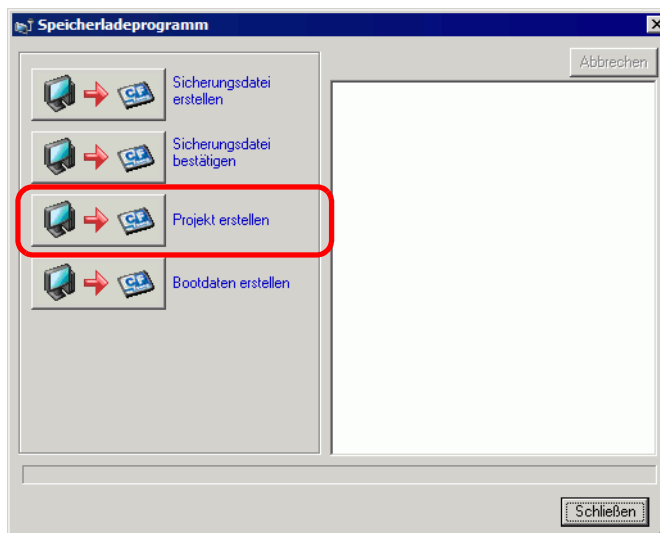 Speicherladeprogramm
Abbrechen
Sicherungsdatei
erstellen
Sicherungsdatei
bestätigen
Projekt erstellen
Bootdaten erstellen
Schließen